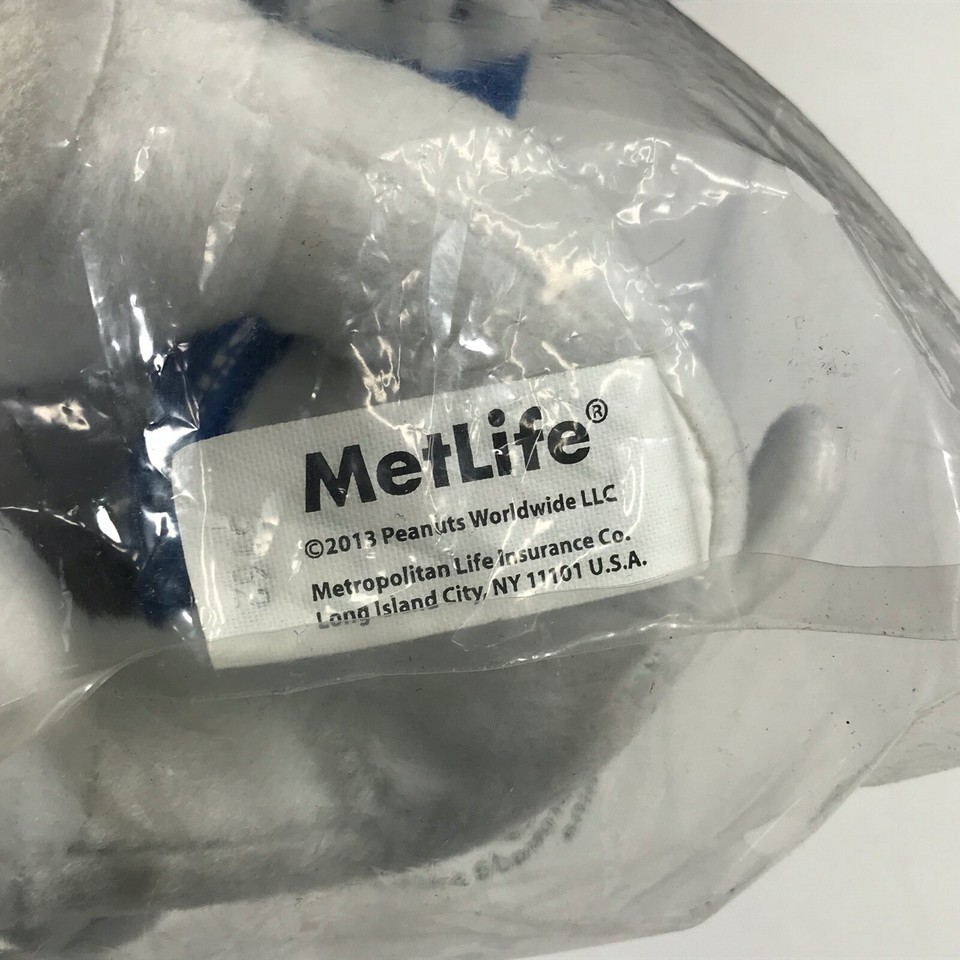 MetLife®
©2013 Peanuts Worldwide LLC
Metropolitan Life Insurance Co.
Long Island City, NY 11101 U.S.A.